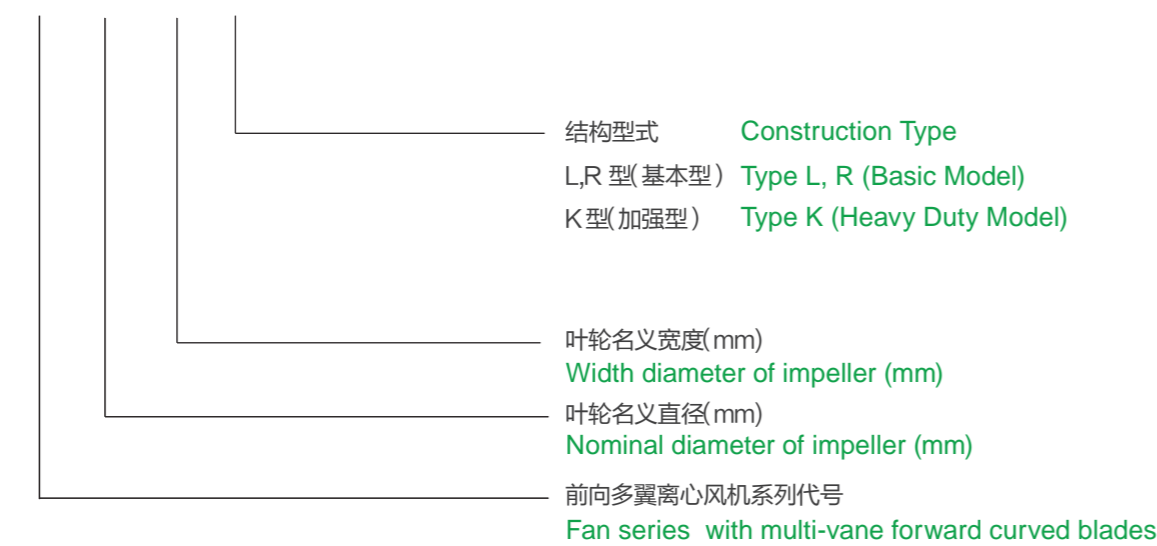 结构型式 Construction Type
L,R 型(基本型) Type L, R (Basic Model)
K型(加强型) Type K (Heavy Duty Model)
叶轮名义宽度(mm)
Width diameter of impeller (mm)
叶轮名义直径(mm)
Nominal diameter of impeller (mm)
前向多翼离心风机系列代号
Fan series with multi-vane forward curved blades